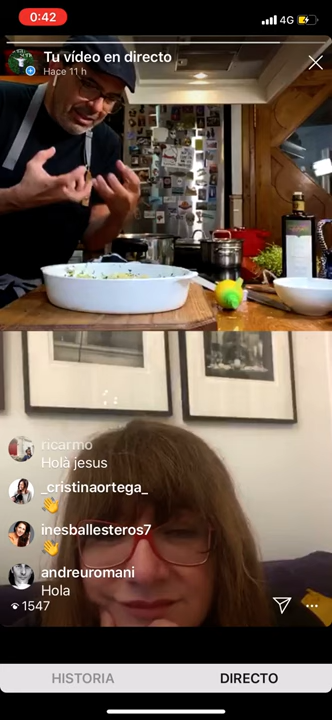 0:42
4G
Tu vídeo en directo
Hace 11 h
ricarmo
Holà jesus
_cristinaortega_
👋
inesballesteros7
👋
andreuromani
Hola
1547
HISTORIA
DIRECTO